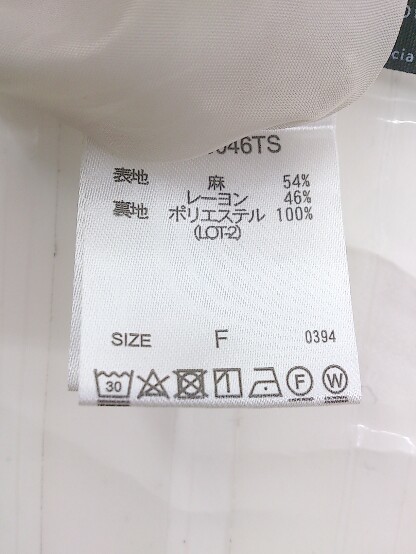 046TS
表地 麻 54%
レーヨン 46%
裏地 ポリエステル 100%
(LOT-2)
SIZE F 0394
30 F W
cia